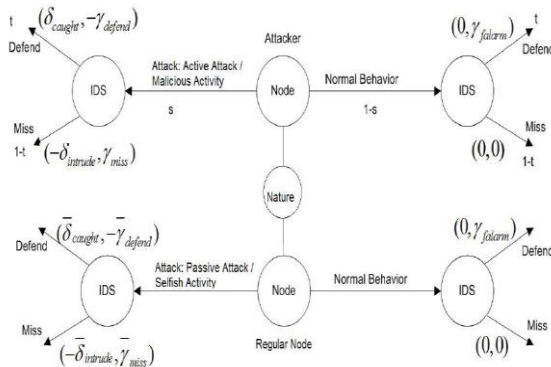 t
(δ_caught, -γ_defend)
Attacker
(0, γ_falarm)
t
Defend
Defend
Attack: Active Attack /
Malicious Activity
Normal Behavior
IDS
Node
IDS
s
1-s
Miss
Miss
1-t
(-δ_intrude, γ_miss)
(0,0)
1-t
Nature
(δ̅_caught, -γ̅_defend)
(0, γ_falarm)
Defend
Defend
Attack: Passive Attack /
Selfish Activity
Normal Behavior
IDS
Node
IDS
Miss
Miss
(-δ̅_intrude, γ̅_miss)
Regular Node
(0,0)